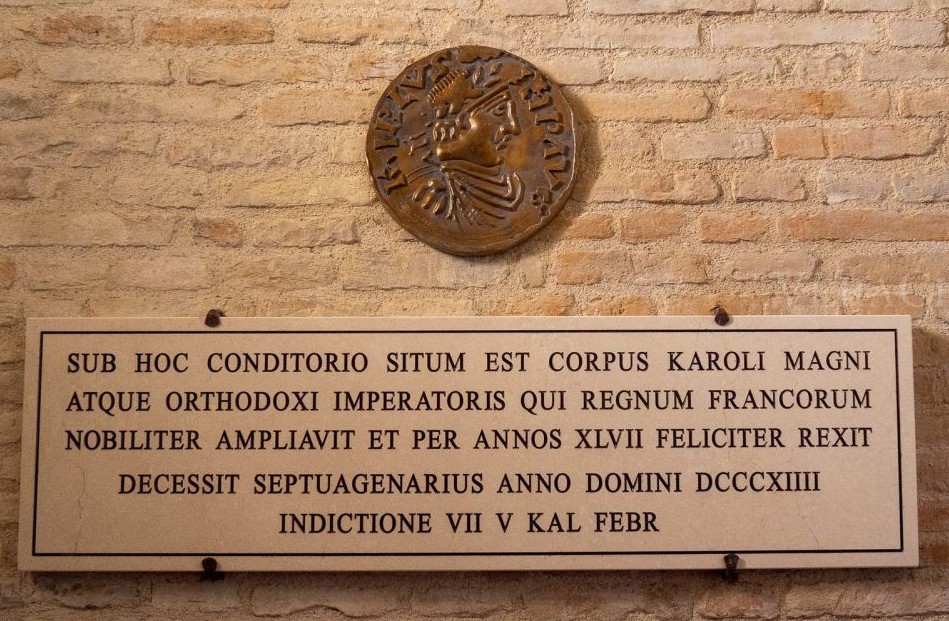 SUB HOC CONDITORIO SITUM EST CORPUS KAROLI MAGNI
ATQUE ORTHODOXI IMPERATORIS QUI REGNUM FRANCORUM
NOBILITER AMPLIAVIT ET PER ANNOS XLVII FELICITER REXIT
DECESSIT SEPTUAGENARIUS ANNO DOMINI DCCCXIIII
INDICTIONE VII V KAL FEBR